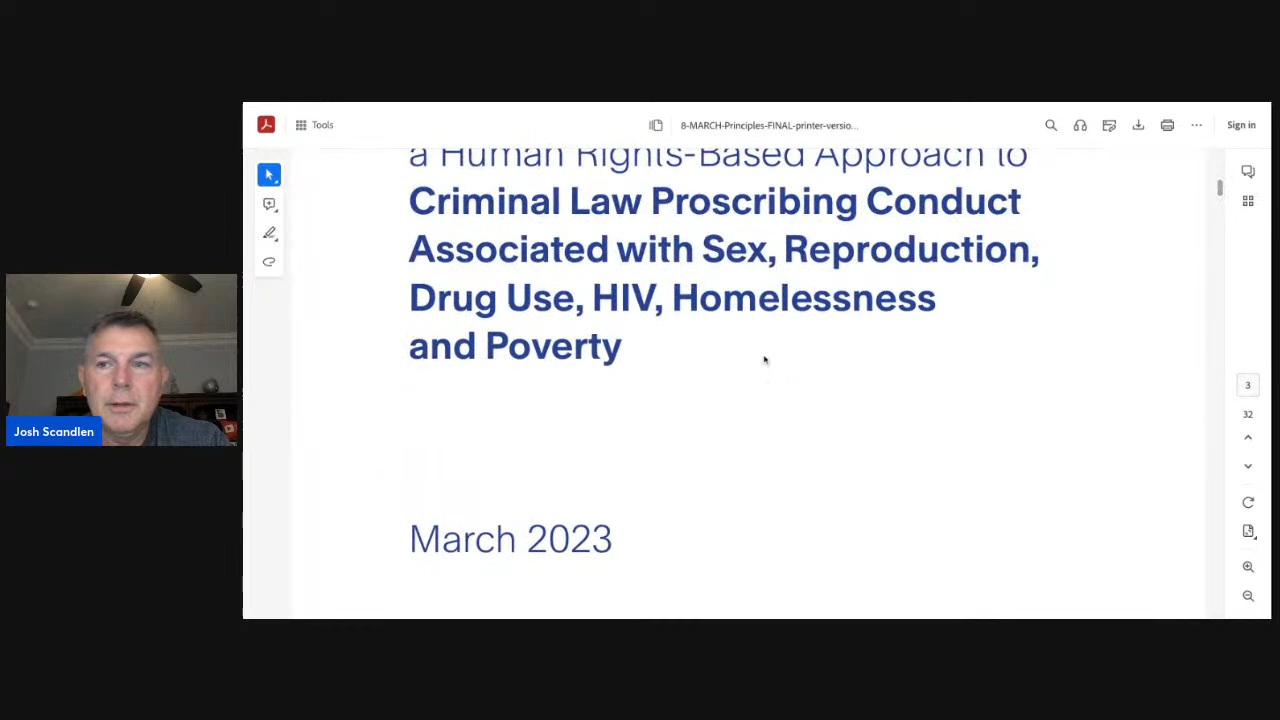 Tools
8-MARCH-Principles-FINAL-printer-versio...
Sign in
a Human Rights-Based Approach to
Criminal Law Proscribing Conduct
Associated with Sex, Reproduction,
Drug Use, HIV, Homelessness
and Poverty
March 2023
3
32
Josh Scandlen